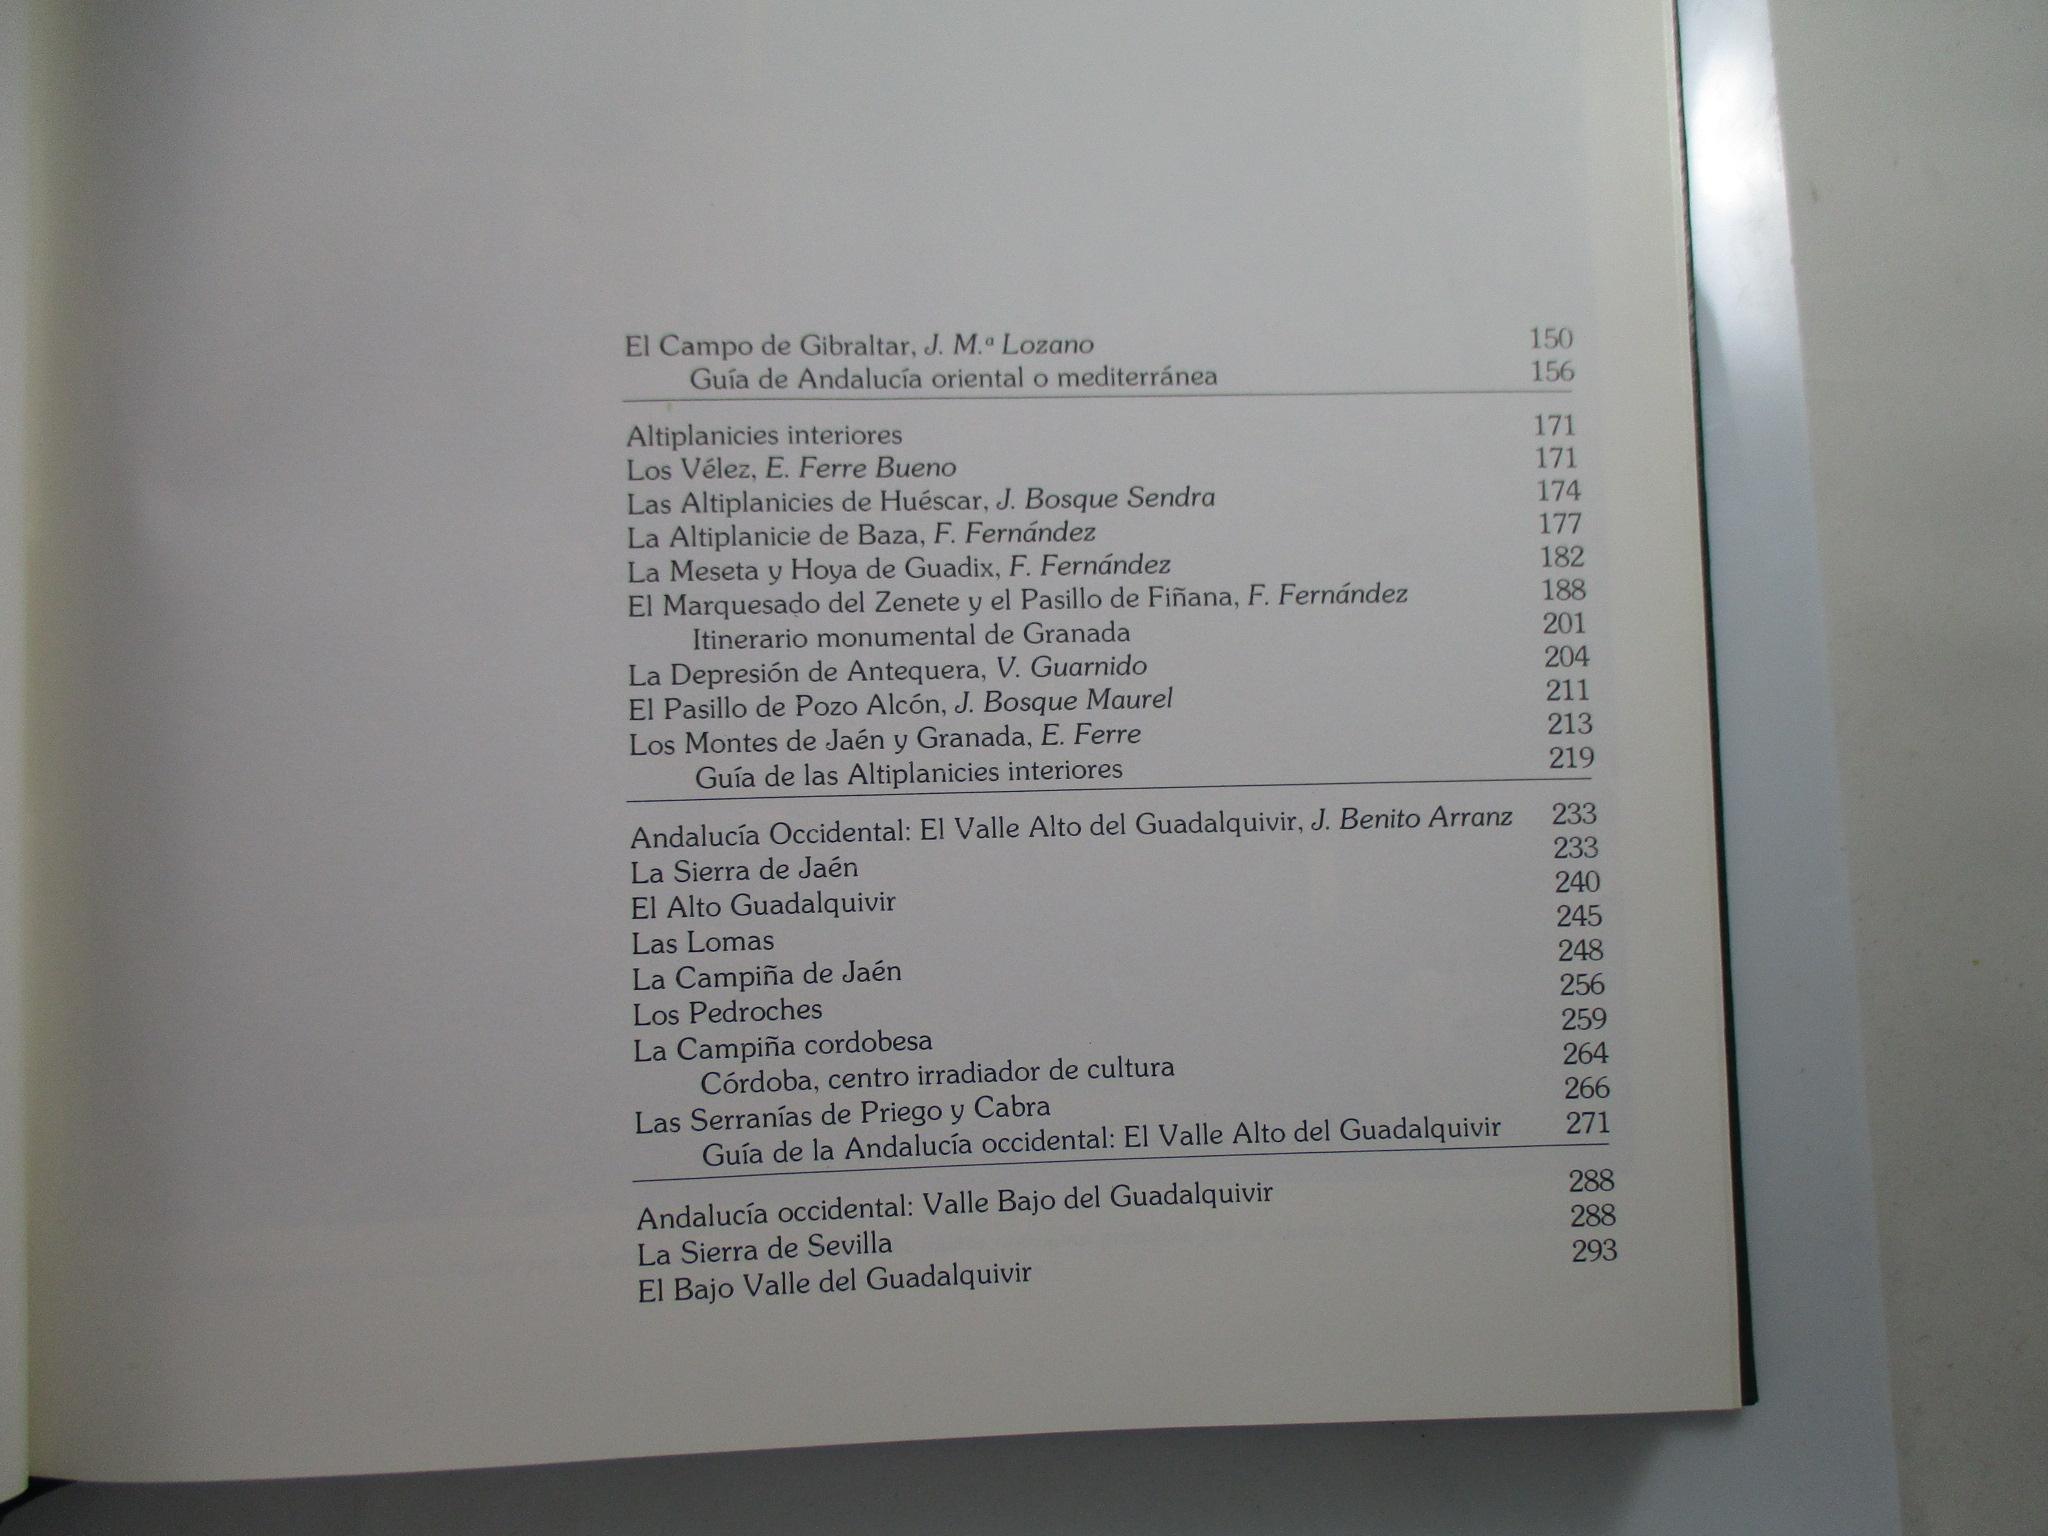 El Campo de Gibraltar, J. M.ª Lozano 150
Guía de Andalucía oriental o mediterránea 156
Altiplanicies interiores 171
Los Vélez, E. Ferre Bueno 171
Las Altiplanicies de Huéscar, J. Bosque Sendra 174
La Altiplanicie de Baza, F. Fernández 177
La Meseta y Hoya de Guadix, F. Fernández 182
El Marquesado del Zenete y el Pasillo de Fiñana, F. Fernández 188
Itinerario monumental de Granada 201
La Depresión de Antequera, V. Guarnido 204
El Pasillo de Pozo Alcón, J. Bosque Maurel 211
Los Montes de Jaén y Granada, E. Ferre 213
Guía de las Altiplanicies interiores 219
Andalucía Occidental: El Valle Alto del Guadalquivir, J. Benito Arranz 233
La Sierra de Jaén 233
El Alto Guadalquivir 240
Las Lomas 245
La Campiña de Jaén 248
Los Pedroches 256
La Campiña cordobesa 259
Córdoba, centro irradiador de cultura 264
Las Serranías de Priego y Cabra 266
Guía de la Andalucía occidental: El Valle Alto del Guadalquivir 271
Andalucía occidental: Valle Bajo del Guadalquivir 288
La Sierra de Sevilla 288
El Bajo Valle del Guadalquivir 293